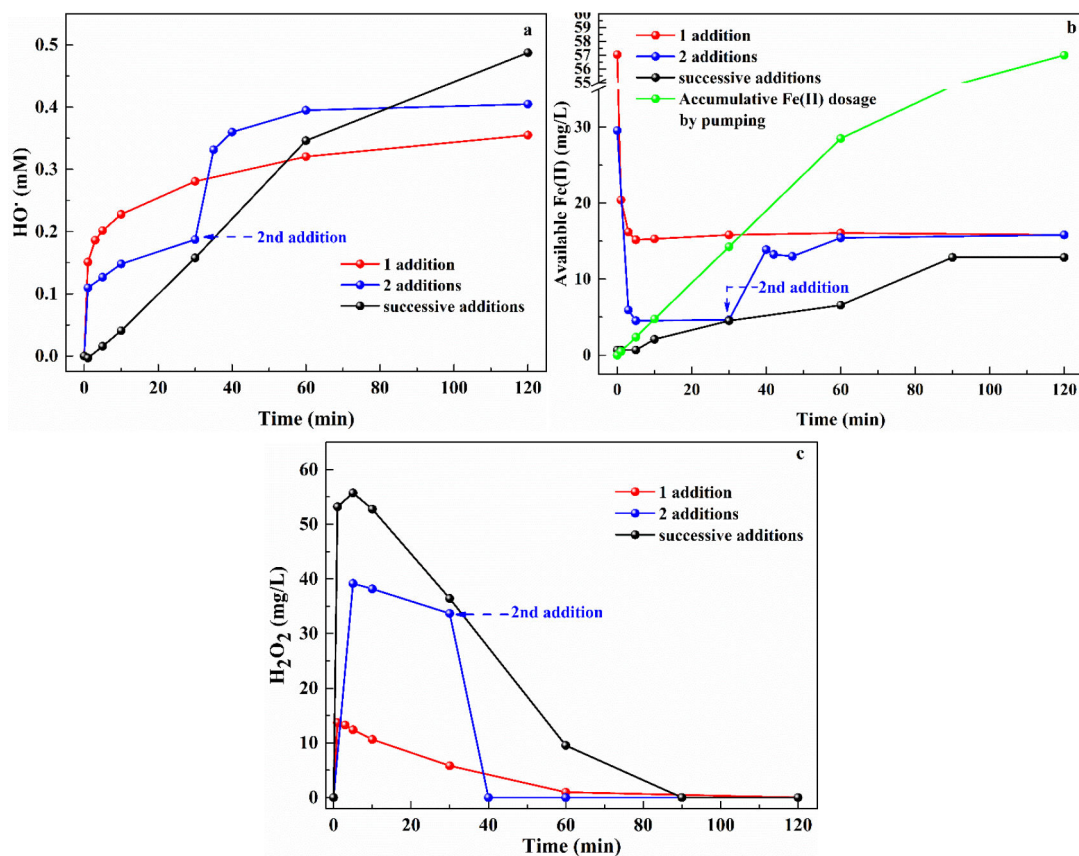 a
HO• (mM)
0.5
0.4
0.3
0.2
0.1
0.0
2nd addition
1 addition
2 additions
successive additions
0 20 40 60 80 100 120
Time (min)
b
Available Fe(II) (mg/L)
60
59
58
57
56
55
30
15
0
1 addition
2 additions
successive additions
Accumulative Fe(II) dosage
by pumping
2nd addition
0 20 40 60 80 100 120
Time (min)
c
H₂O₂ (mg/L)
60
50
40
30
20
10
0
1 addition
2 additions
successive additions
2nd addition
0 20 40 60 80 100 120
Time (min)